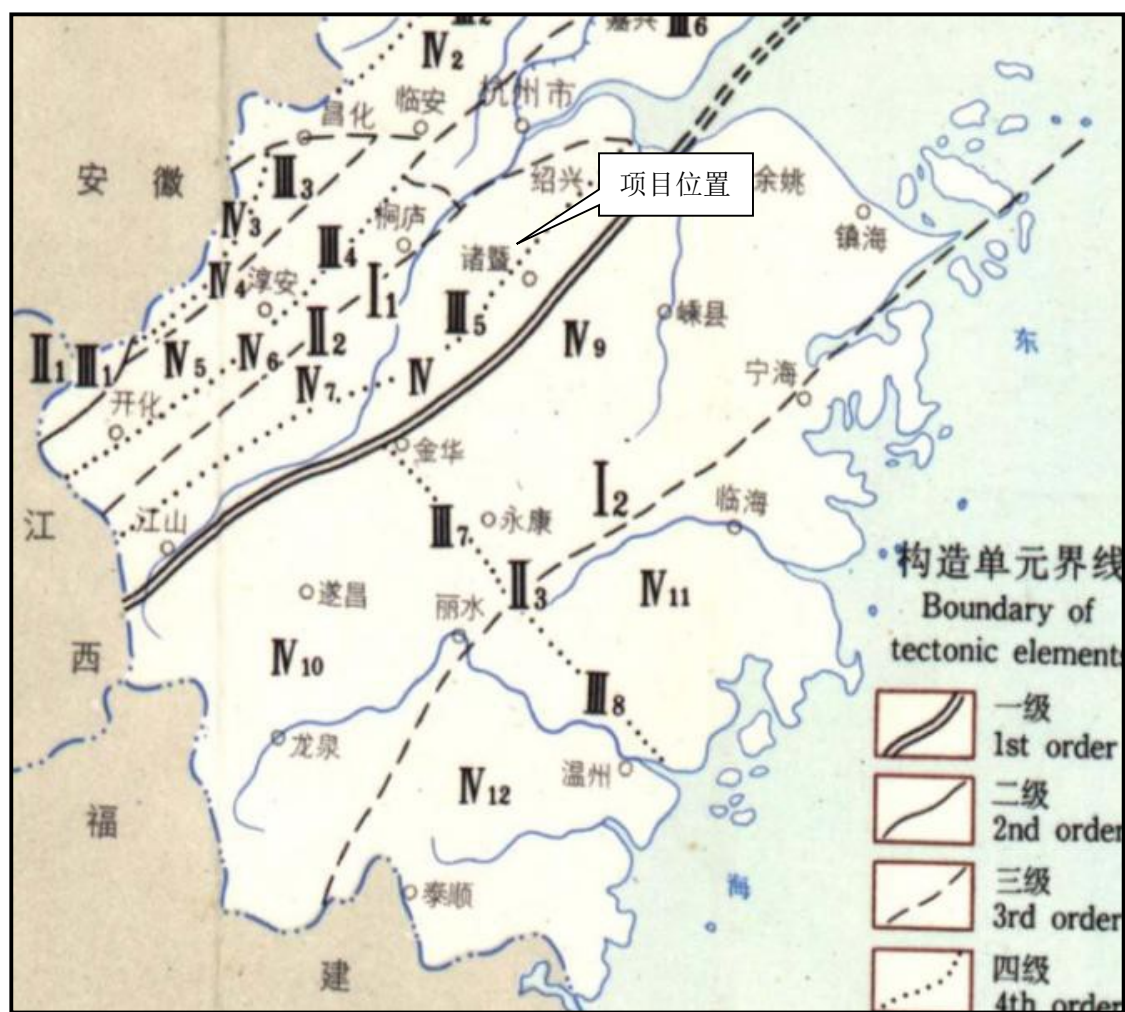 嘉兴
Ⅲ6
Ⅳ2
临安
杭州市
昌化
安徽
Ⅲ3
绍兴
项目位置
余姚
Ⅳ3
桐庐
镇海
Ⅲ4
诸暨
Ⅳ4
淳安
Ⅰ1
Ⅲ5
嵊县
东
Ⅱ1
Ⅲ1
Ⅳ5
Ⅳ6
Ⅱ2
Ⅳ9
宁海
开化
Ⅳ7
Ⅳ
金华
Ⅰ2
临海
江
江山
Ⅲ7
永康
构造单元界线
Boundary of
tectonic elements
遂昌
丽水
Ⅱ3
Ⅳ11
西
Ⅳ10
Ⅲ8
一级
1st order
龙泉
温州
Ⅳ12
二级
2nd order
福
海
三级
3rd order
泰顺
建
四级
4th order